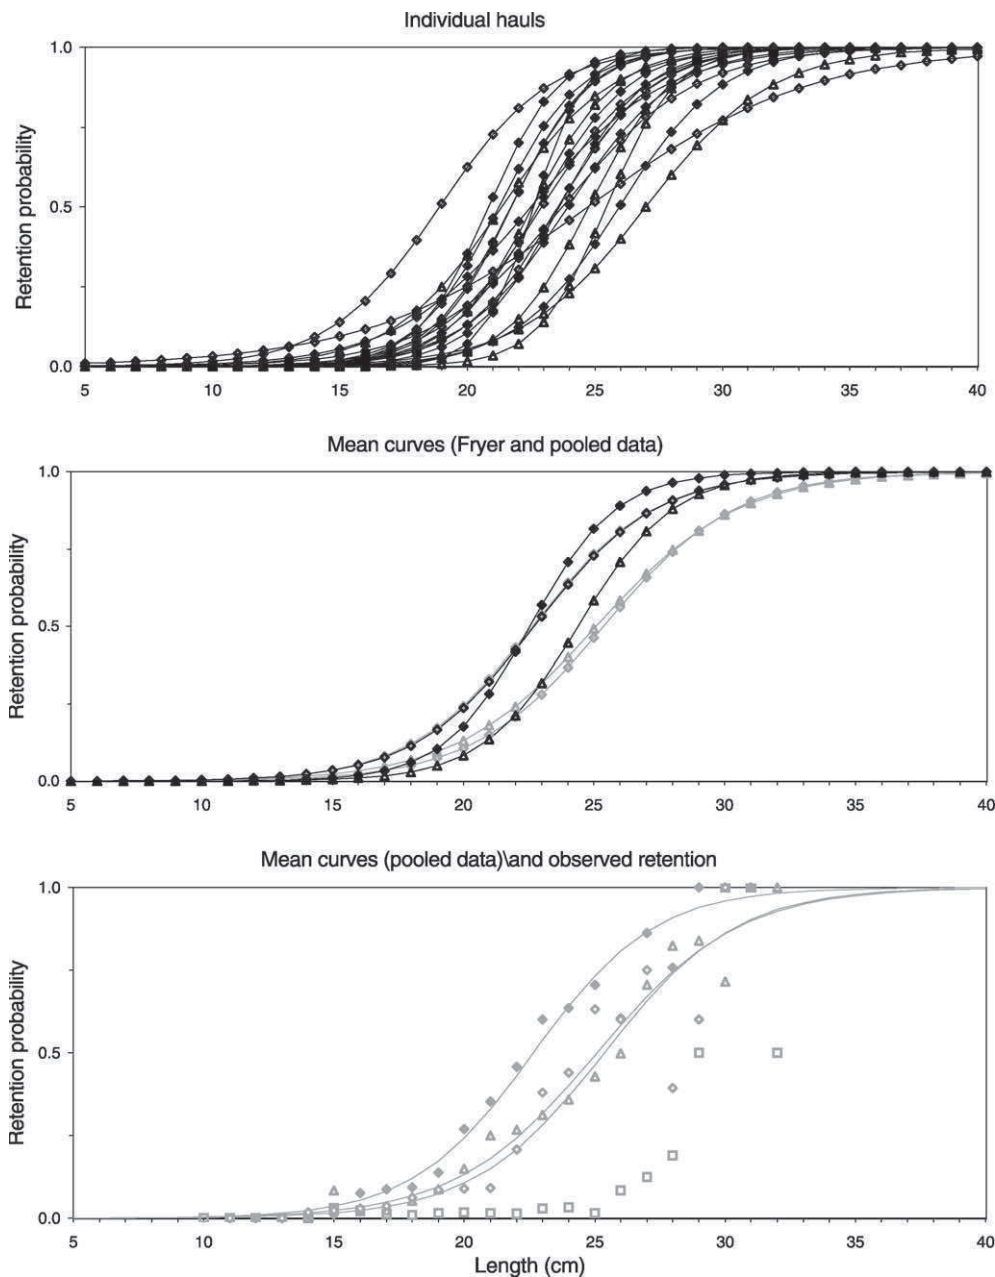 Individual hauls
1.0
0.5
0.0
Retention probability
5 10 15 20 25 30 35 40
Mean curves (Fryer and pooled data)
1.0
0.5
0.0
Retention probability
5 10 15 20 25 30 35 40
Mean curves (pooled data)\and observed retention
1.0
0.5
0.0
Retention probability
5 10 15 20 25 30 35 40
Length (cm)